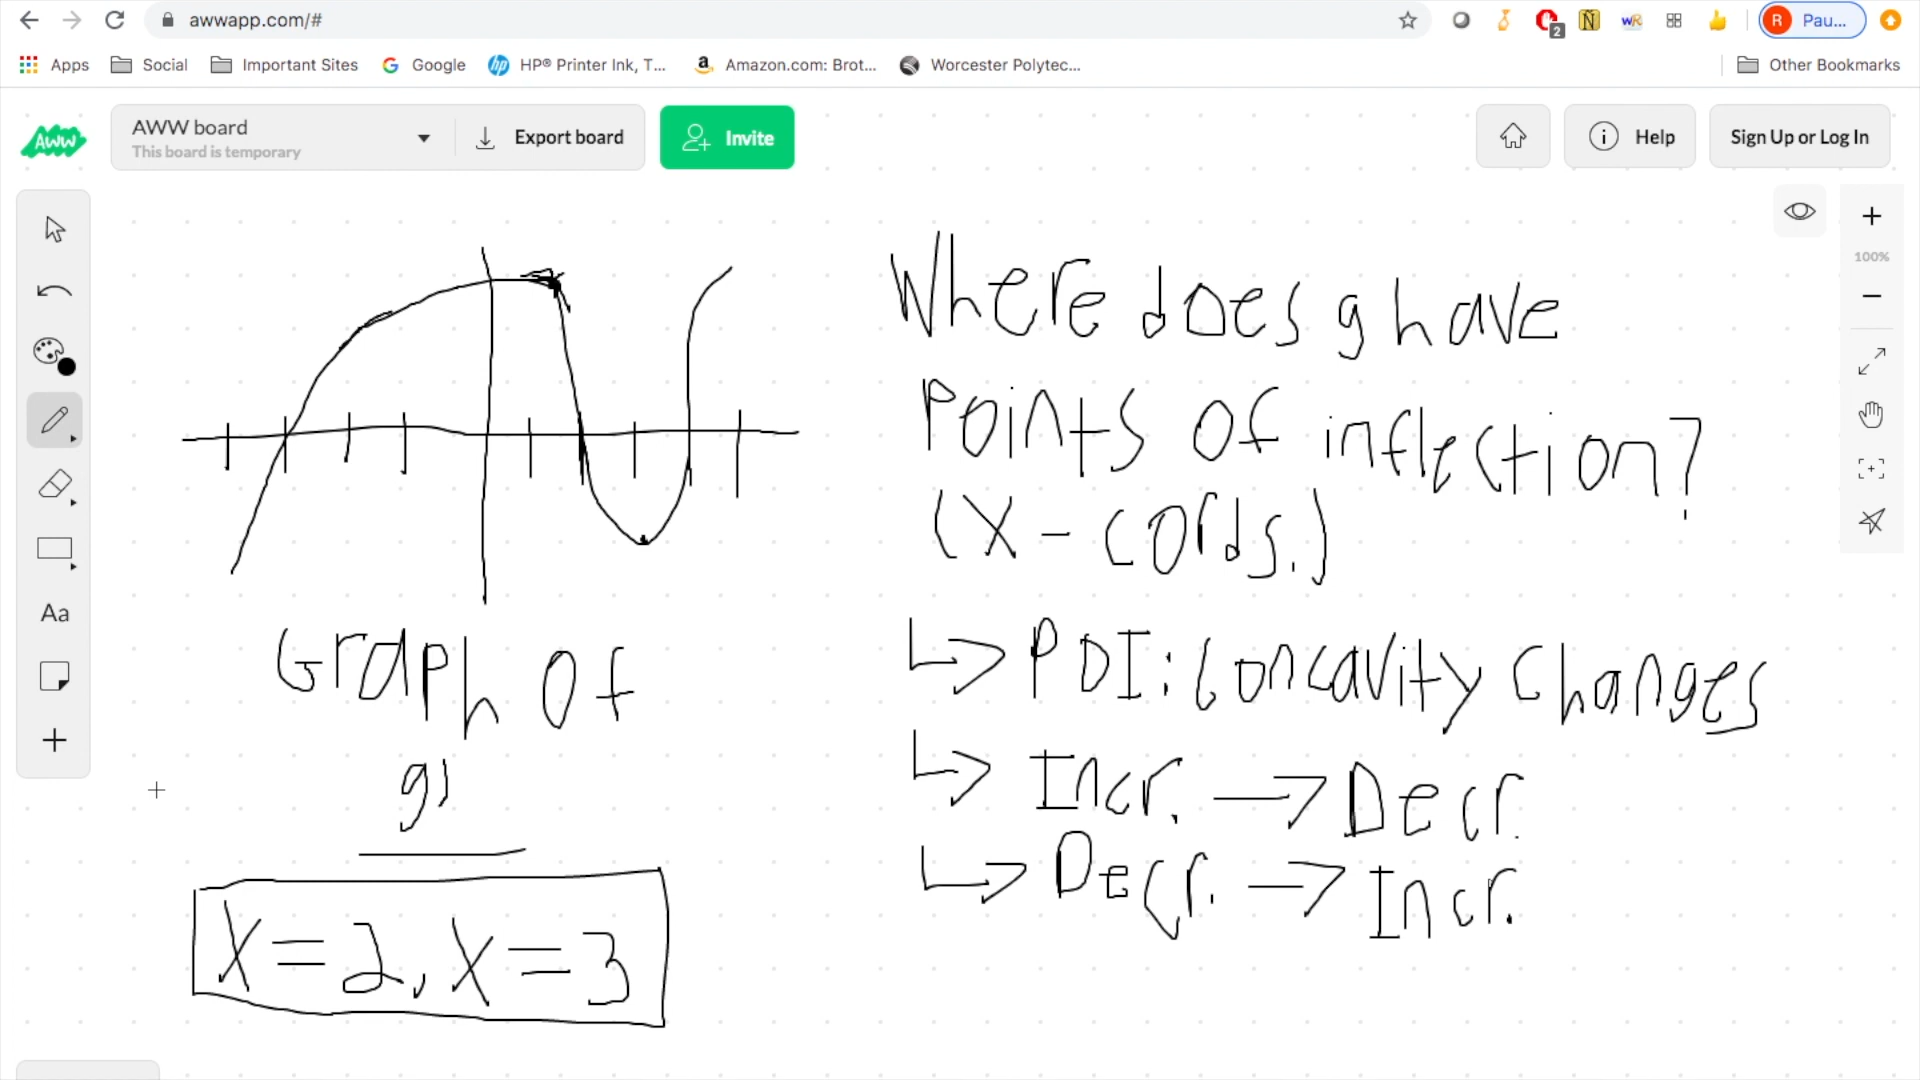 awwapp.com/#
2
R
Pau...
Apps
Social
Important Sites
Google
HP® Printer Ink, T...
Amazon.com: Brot...
Worcester Polytec...
Other Bookmarks
AWW
AWW board
This board is temporary
Export board
Invite
Help
Sign Up or Log In
100%
Aa
Where does g have
Points of inflection?
(X - cords.)
Graph of
g'
↳ POI: Concavity Changes
↳ Incr. → Decr.
↳ Decr. → Incr.
X=2, X=3